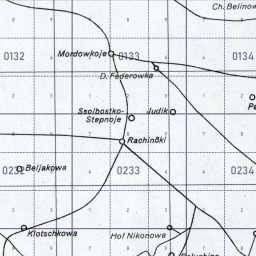 Ch. Belinow
0132
Mordowkoje
0133
0134
D. Federowka
Ssolbostko-
Stepnoje
Judik
Rachinski
0232
Beljakowa
0233
0234
Klotschkowa
Hof Nikonowa